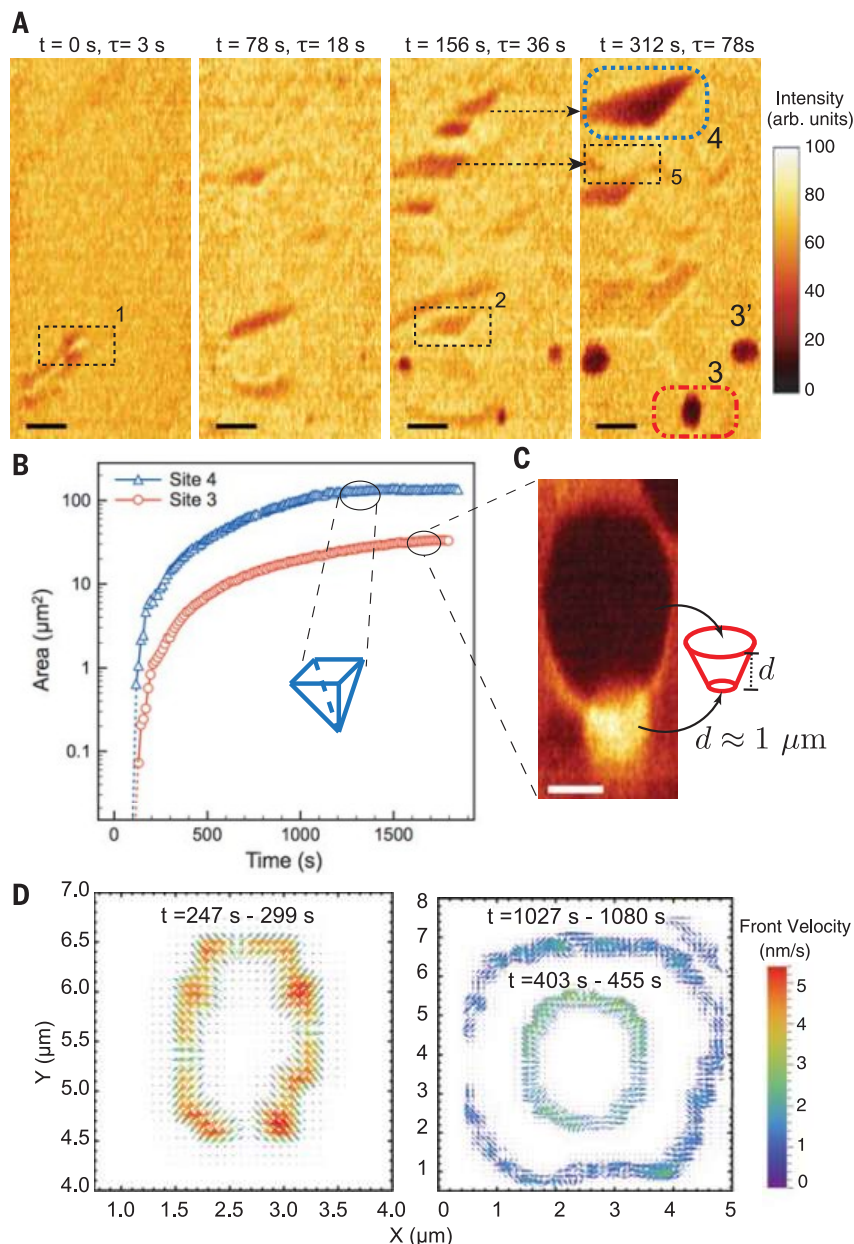 A
t = 0 s, τ= 3 s
t = 78 s, τ= 18 s
t = 156 s, τ= 36 s
t = 312 s, τ= 78s
Intensity
(arb. units)
100
80
60
40
20
0
1
2
4
5
3'
3
B
Site 4
Site 3
Area (µm²)
100
10
1
0.1
0
500
1000
1500
Time (s)
C
d
d ≈ 1 µm
D
t =247 s - 299 s
t =1027 s - 1080 s
t =403 s - 455 s
Front Velocity
(nm/s)
5
4
3
2
1
0
Y (µm)
7.0
6.5
6.0
5.5
5.0
4.5
4.0
1.0
1.5
2.0
2.5
3.0
3.5
4.0
8
7
6
5
4
3
2
1
0
1
2
3
4
5
X (µm)